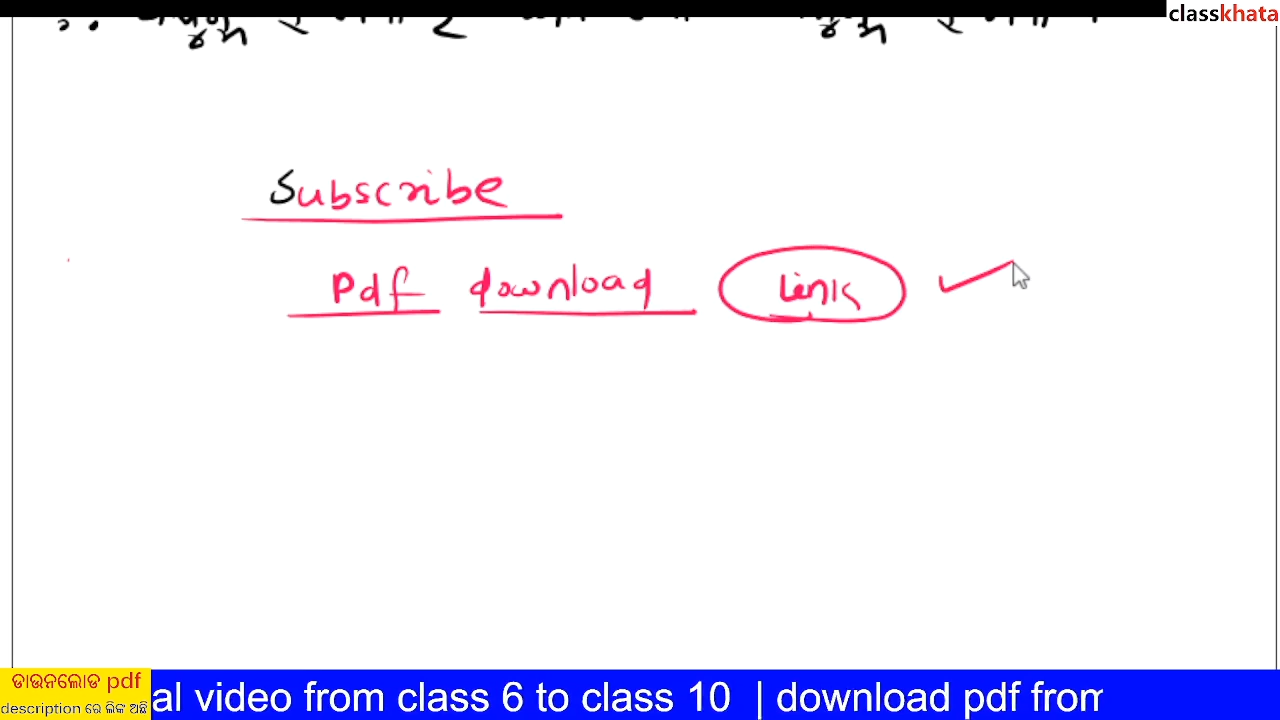 classkhata
Subscribe
Pdf download Link
ଡାଉନଲୋଡ pdf
description ରେ ଲିଙ୍କ ଅଛି
al video from class 6 to class 10 | download pdf from